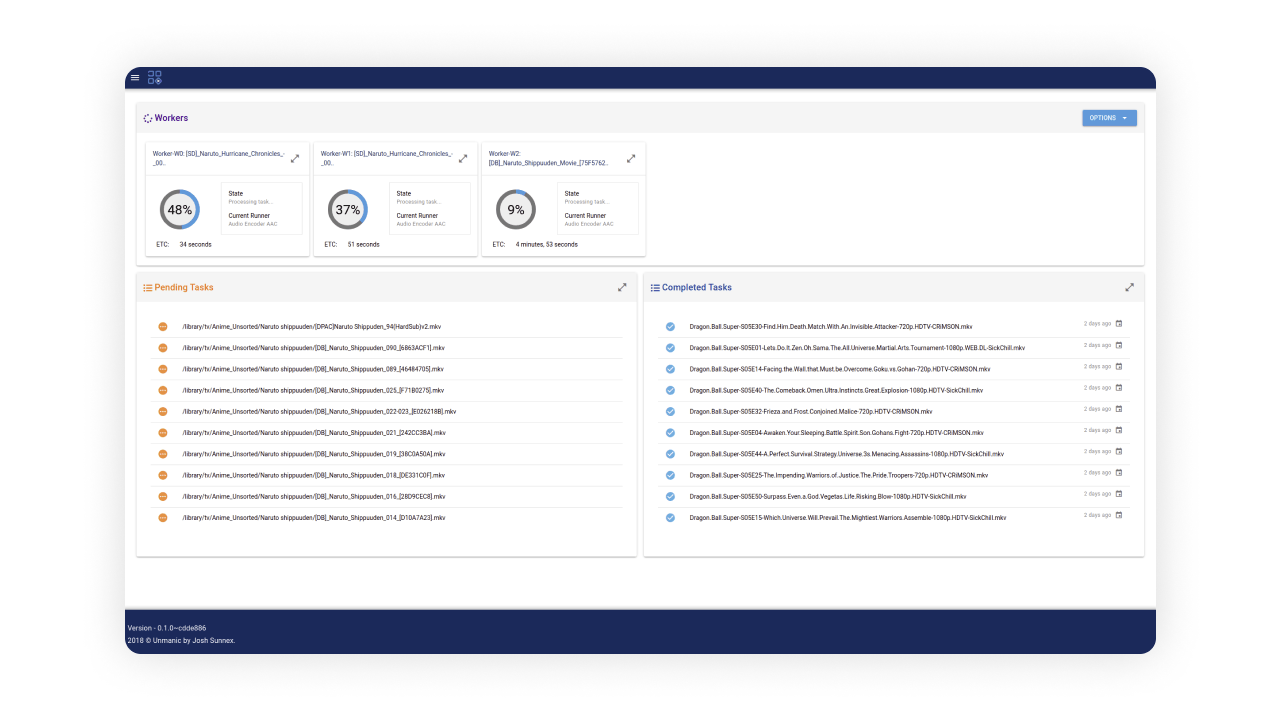 Workers
OPTIONS
Worker-W0: [SD]_Naruto_Hurricane_Chronicles_-
_00..
48%
State
Processing task...
Current Runner
Audio Encoder AAC
ETC: 34 seconds
Worker-W1: [SD]_Naruto_Hurricane_Chronicles_-
_00..
37%
State
Processing task...
Current Runner
Audio Encoder AAC
ETC: 51 seconds
Worker-W2:
[DB]_Naruto_Shippuuden_Movie_[75F5762..
9%
State
Processing task...
Current Runner
Audio Encoder AAC
ETC: 4 minutes, 53 seconds
Pending Tasks
/library/tv/Anime_Unsorted/Naruto shippuuden/[DPAC]Naruto Shippuden_94(HardSub)v2.mkv
/library/tv/Anime_Unsorted/Naruto shippuuden/[DB]_Naruto_Shippuuden_090_[6863ACF1].mkv
/library/tv/Anime_Unsorted/Naruto shippuuden/[DB]_Naruto_Shippuuden_089_[46484705].mkv
/library/tv/Anime_Unsorted/Naruto shippuuden/[DB]_Naruto_Shippuuden_025_[F71B0275].mkv
/library/tv/Anime_Unsorted/Naruto shippuuden/[DB]_Naruto_Shippuuden_022-023_[E026218B].mkv
/library/tv/Anime_Unsorted/Naruto shippuuden/[DB]_Naruto_Shippuuden_021_[242CC3BA].mkv
/library/tv/Anime_Unsorted/Naruto shippuuden/[DB]_Naruto_Shippuuden_019_[38C0A50A].mkv
/library/tv/Anime_Unsorted/Naruto shippuuden/[DB]_Naruto_Shippuuden_018_[DE331C0F].mkv
/library/tv/Anime_Unsorted/Naruto shippuuden/[DB]_Naruto_Shippuuden_016_[28D9CEC8].mkv
/library/tv/Anime_Unsorted/Naruto shippuuden/[DB]_Naruto_Shippuuden_014_[D10A7A23].mkv
Completed Tasks
Dragon.Ball.Super-S05E30-Find.Him.Death.Match.With.An.Invisible.Attacker-720p.HDTV-CRiMSON.mkv 2 days ago
Dragon.Ball.Super-S05E01-Lets.Do.It.Zen.Oh.Sama.The.All.Universe.Martial.Arts.Tournament-1080p.WEB.DL-SickChill.mkv 2 days ago
Dragon.Ball.Super-S05E14-Facing.the.Wall.that.Must.be.Overcome.Goku.vs.Gohan-720p.HDTV-CRiMSON.mkv 2 days ago
Dragon.Ball.Super-S05E40-The.Comeback.Omen.Ultra.Instincts.Great.Explosion-1080p.HDTV-SickChill.mkv 2 days ago
Dragon.Ball.Super-S05E32-Frieza.and.Frost.Conjoined.Malice-720p.HDTV-CRiMSON.mkv 2 days ago
Dragon.Ball.Super-S05E04-Awaken.Your.Sleeping.Battle.Spirit.Son.Gohans.Fight-720p.HDTV-CRiMSON.mkv 2 days ago
Dragon.Ball.Super-S05E44-A.Perfect.Survival.Strategy.Universe.3s.Menacing.Assassins-1080p.HDTV-SickChill.mkv 2 days ago
Dragon.Ball.Super-S05E25-The.Impending.Warriors.of.Justice.The.Pride.Troopers-720p.HDTV-CRiMSON.mkv 2 days ago
Dragon.Ball.Super-S05E50-Surpass.Even.a.God.Vegetas.Life.Risking.Blow-1080p.HDTV-SickChill.mkv 2 days ago
Dragon.Ball.Super-S05E15-Which.Universe.Will.Prevail.The.Mightiest.Warriors.Assemble-1080p.HDTV-SickChill.mkv 2 days ago
Version - 0.1.0~cdde886
2018 © Unmanic by Josh Sunnex.